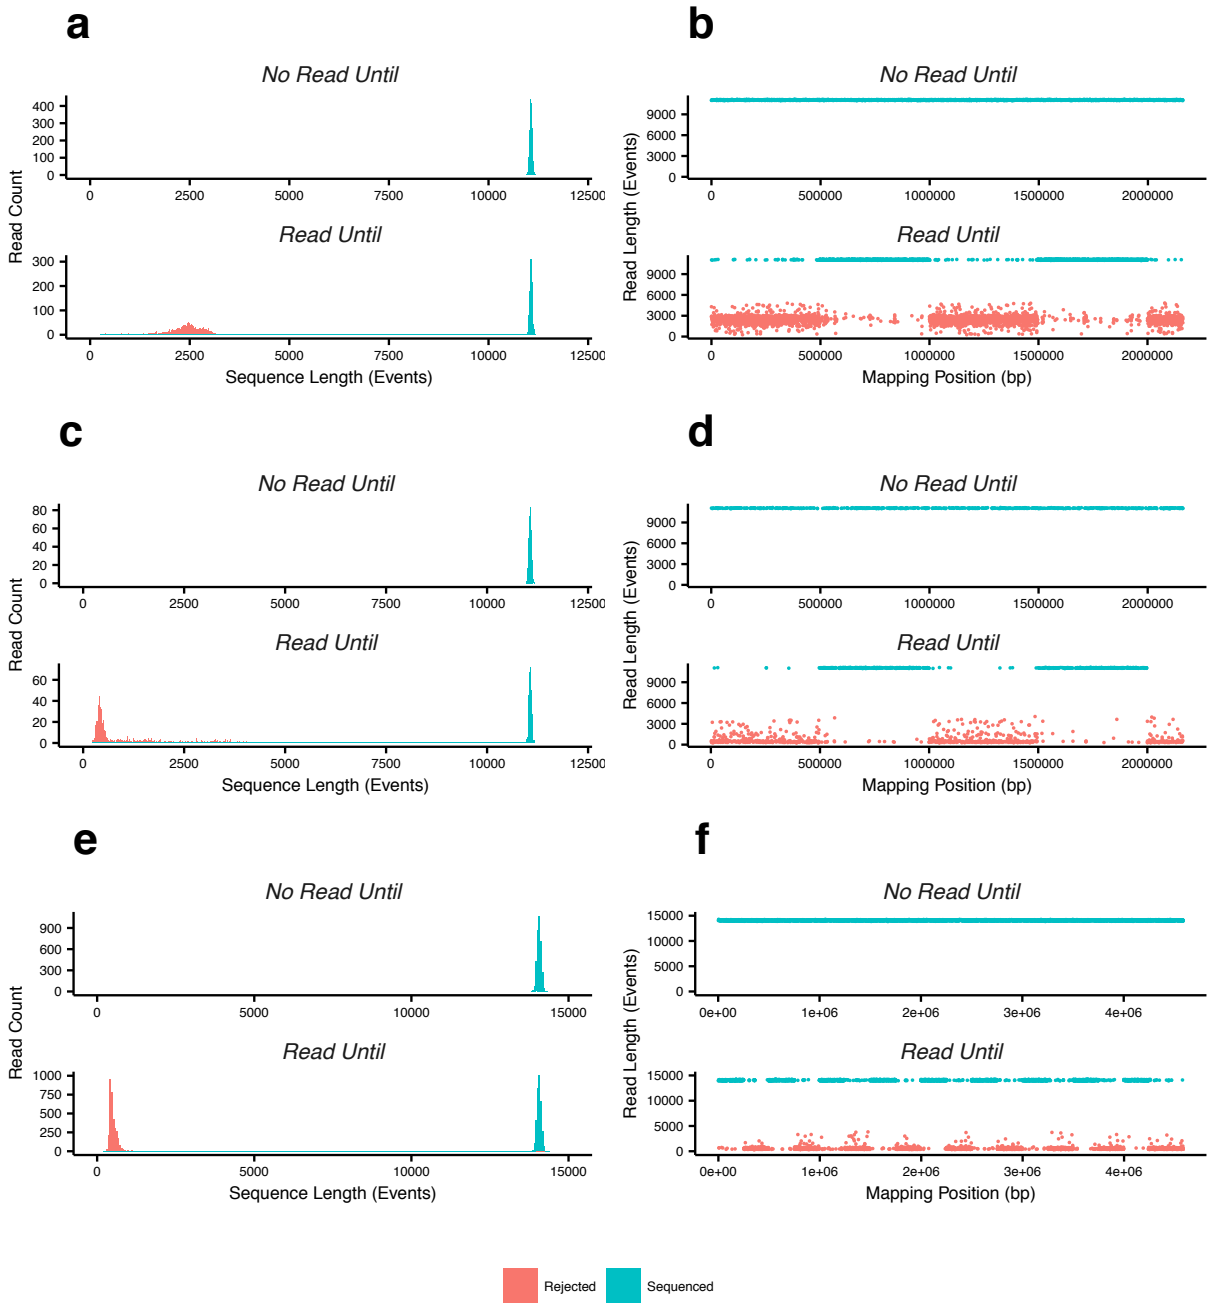 a
No Read Until
Read Count
400
300
200
100
0
0 2500 5000 7500 10000 12500
Read Until
300
200
100
0
0 2500 5000 7500 10000 12500
Sequence Length (Events)
b
No Read Until
Read Length (Events)
9000
6000
3000
0
0 500000 1000000 1500000 2000000
Read Until
9000
6000
3000
0
0 500000 1000000 1500000 2000000
Mapping Position (bp)
c
No Read Until
Read Count
80
60
40
20
0
0 2500 5000 7500 10000 12500
Read Until
60
40
20
0
0 2500 5000 7500 10000 12500
Sequence Length (Events)
d
No Read Until
Read Length (Events)
9000
6000
3000
0
0 500000 1000000 1500000 2000000
Read Until
9000
6000
3000
0
0 500000 1000000 1500000 2000000
Mapping Position (bp)
e
No Read Until
Read Count
900
600
300
0
0 5000 10000 15000
Read Until
1000
750
500
250
0
0 5000 10000 15000
Sequence Length (Events)
f
No Read Until
Read Length (Events)
15000
10000
5000
0
0e+00 1e+06 2e+06 3e+06 4e+06
Read Until
15000
10000
5000
0
0e+00 1e+06 2e+06 3e+06 4e+06
Mapping Position (bp)
Rejected Sequenced